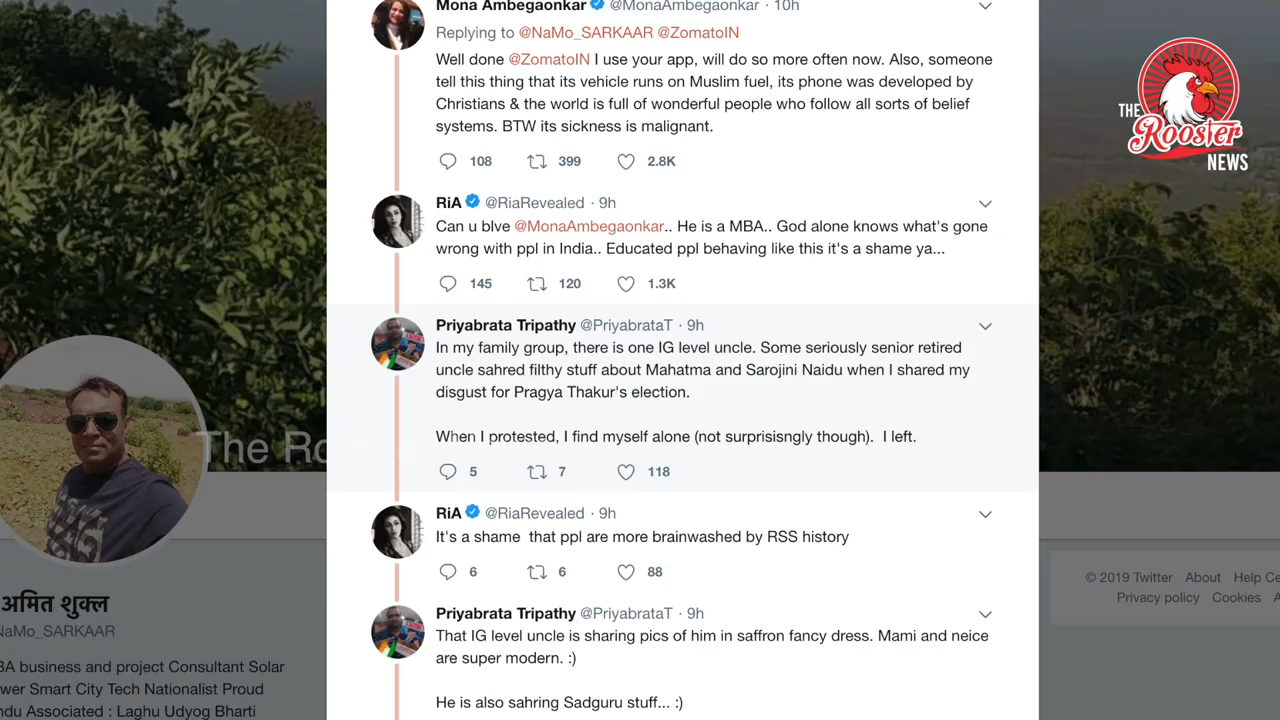 Mona Ambegaonkar @MonaAmbegaonkar · 10h
Replying to @NaMo_SARKAAR @ZomatoIN
Well done @ZomatoIN I use your app, will do so more often now. Also, someone
tell this thing that its vehicle runs on Muslim fuel, its phone was developed by
Christians & the world is full of wonderful people who follow all sorts of belief
systems. BTW its sickness is malignant.
108 399 2.8K
THE
Rooster
NEWS
RiA @RiaRevealed · 9h
Can u blve @MonaAmbegaonkar.. He is a MBA.. God alone knows what's gone
wrong with ppl in India.. Educated ppl behaving like this it's a shame ya...
145 120 1.3K
Priyabrata Tripathy @PriyabrataT · 9h
In my family group, there is one IG level uncle. Some seriously senior retired
uncle sahred filthy stuff about Mahatma and Sarojini Naidu when I shared my
disgust for Pragya Thakur's election.
When I protested, I find myself alone (not surprisisngly though).  I left.
5 7 118
The Ro
RiA @RiaRevealed · 9h
It's a shame  that ppl are more brainwashed by RSS history
6 6 88
Priyabrata Tripathy @PriyabrataT · 9h
That IG level uncle is sharing pics of him in saffron fancy dress. Mami and neice
are super modern. :)
He is also sahring Sadguru stuff... :)
अमित शुक्ल
NaMo_SARKAAR
BA business and project Consultant Solar
wer Smart City Tech Nationalist Proud
ndu Associated : Laghu Udyog Bharti
© 2019 Twitter About Help Ce
Privacy policy Cookies